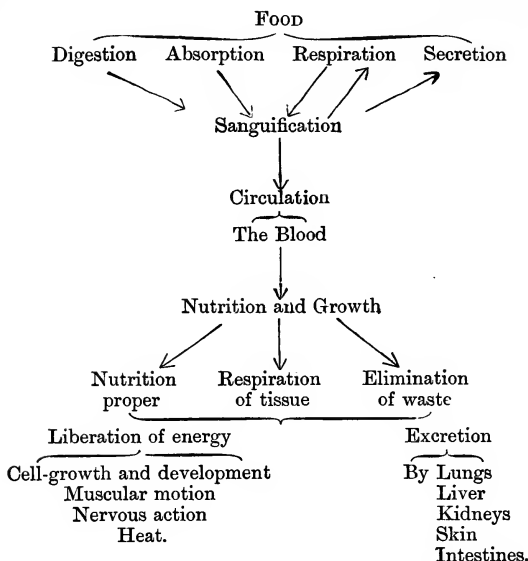 FOOD
Digestion Absorption Respiration Secretion
Sanguification
Circulation
The Blood
Nutrition and Growth
Nutrition proper
Respiration of tissue
Elimination of waste
Liberation of energy
Cell-growth and development
Muscular motion
Nervous action
Heat.
Excretion
By Lungs
Liver
Kidneys
Skin
Intestines.